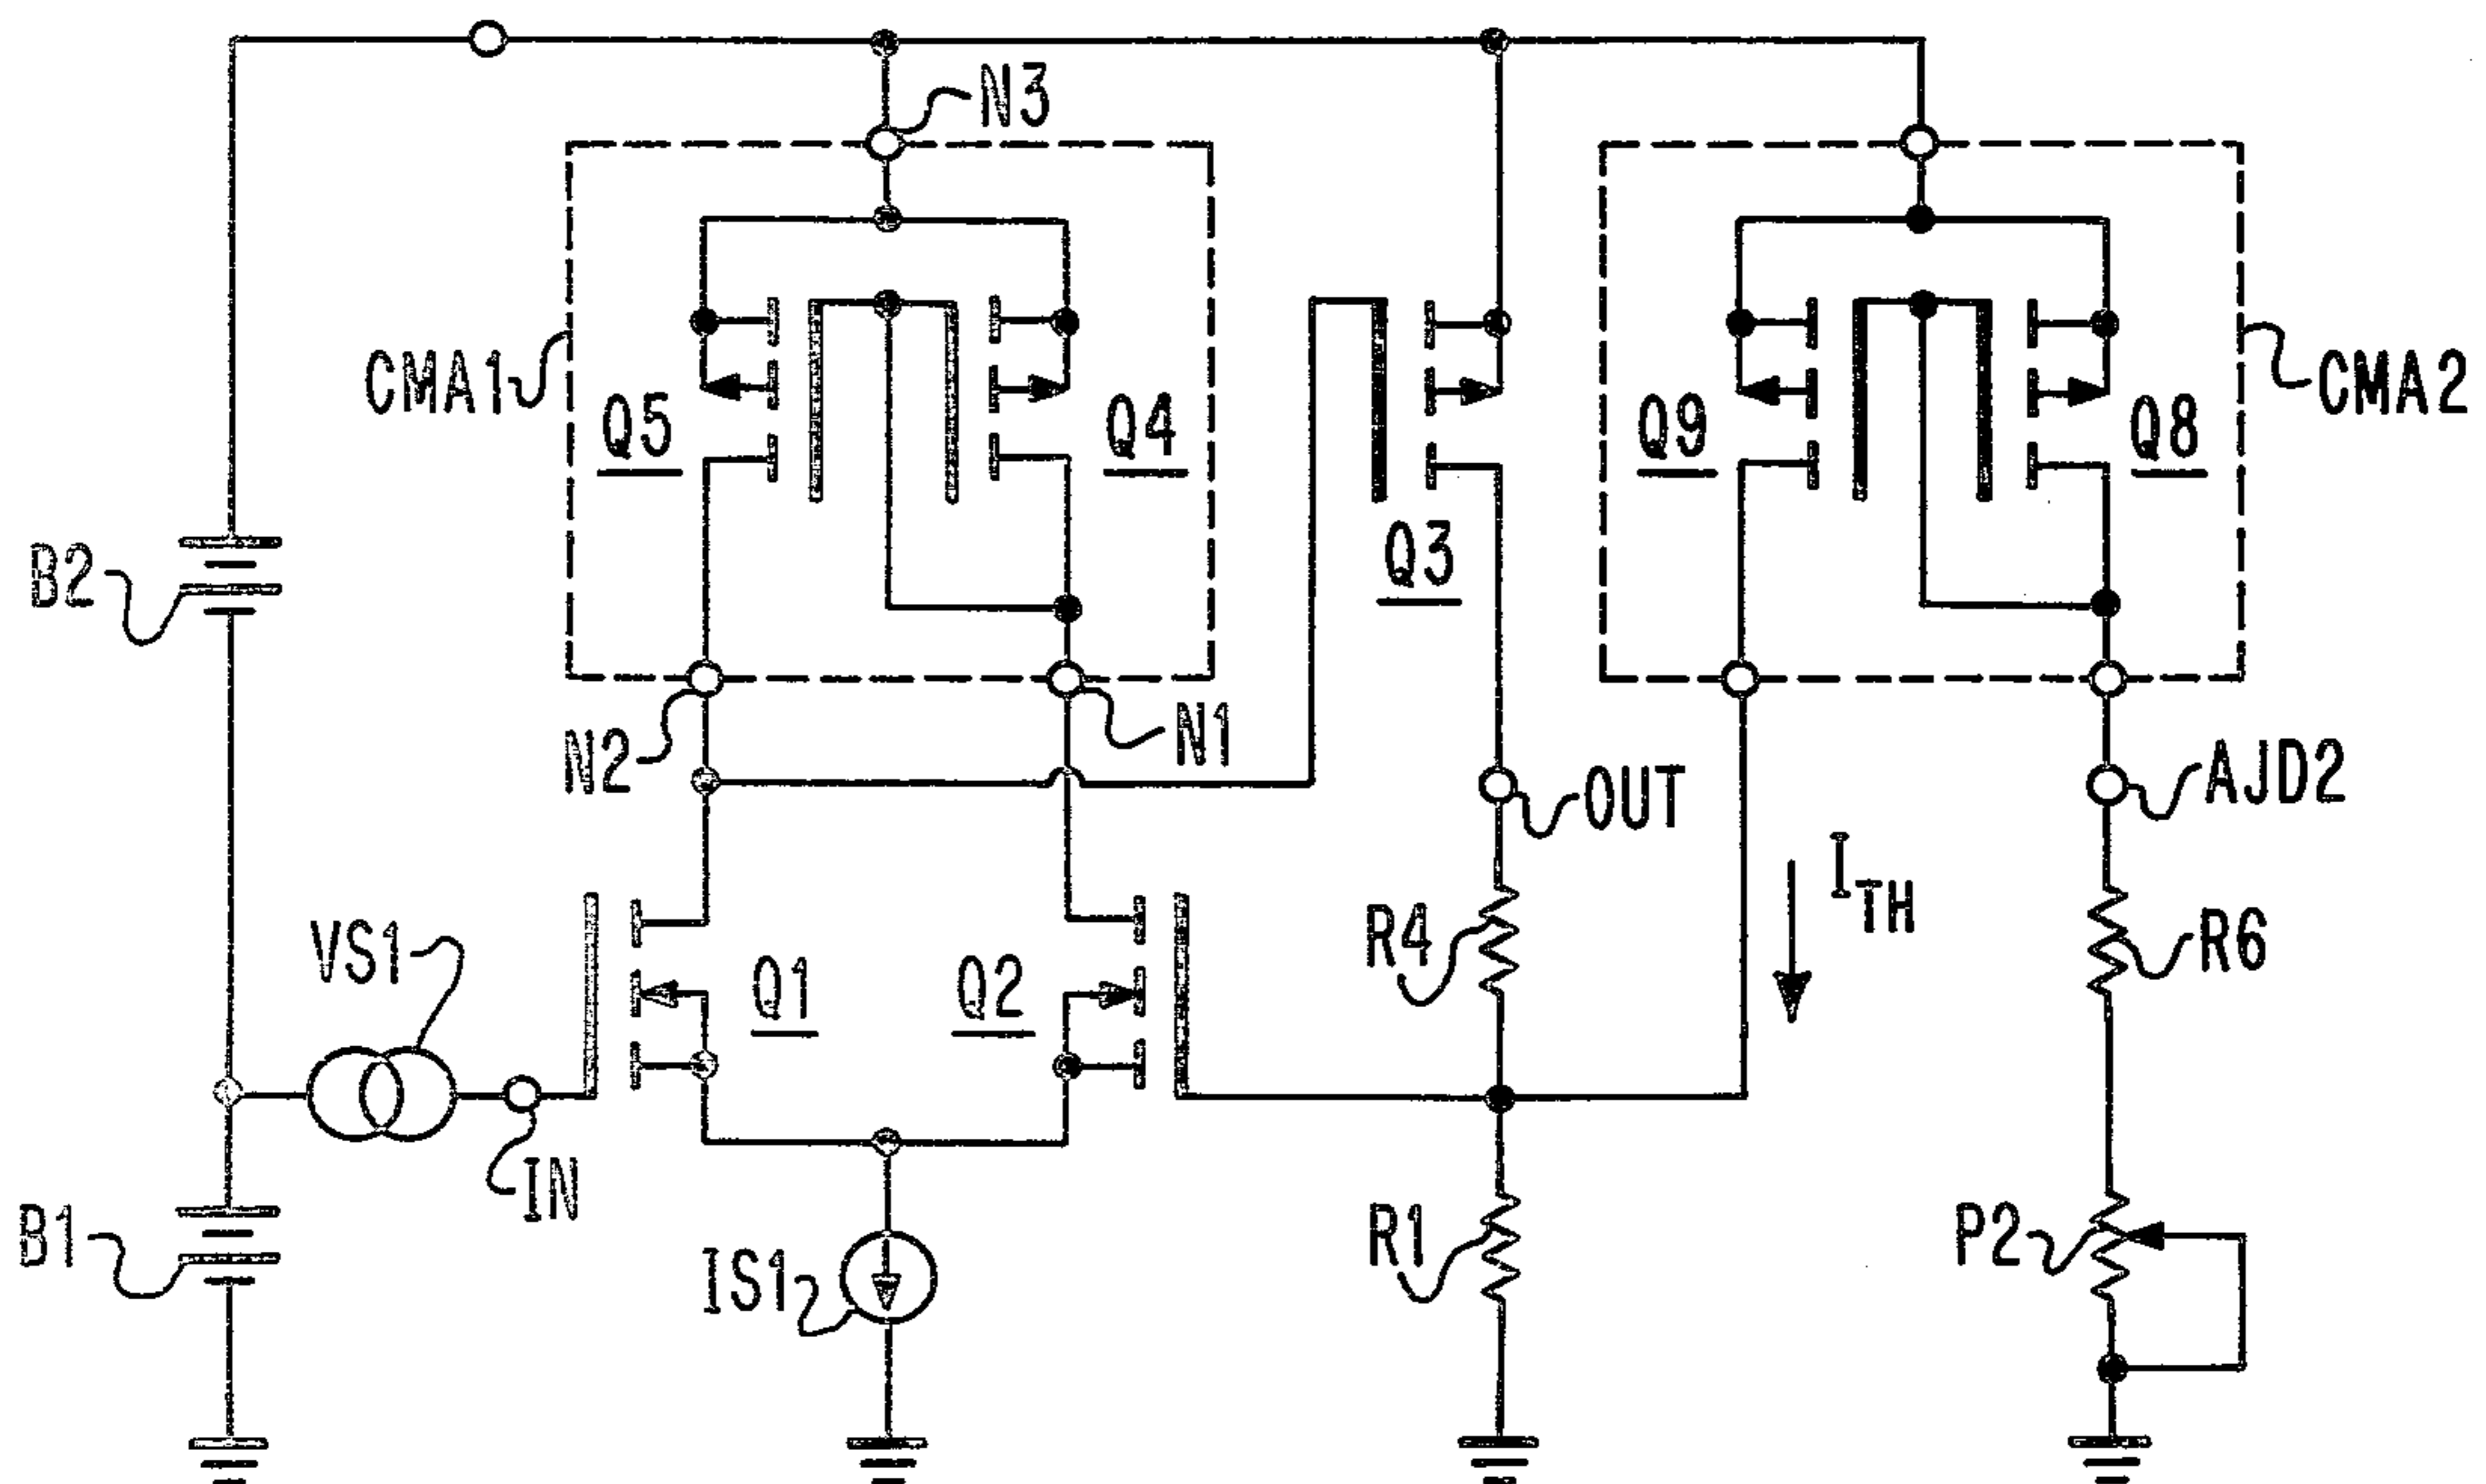 N3
CMA1
Q5
Q4
Q3
Q9
Q8
CMA2
B2
N2
N1
OUT
AJD2
I_TH
VS1
Q1
Q2
R4
R6
IN
B1
IS1
R1
P2